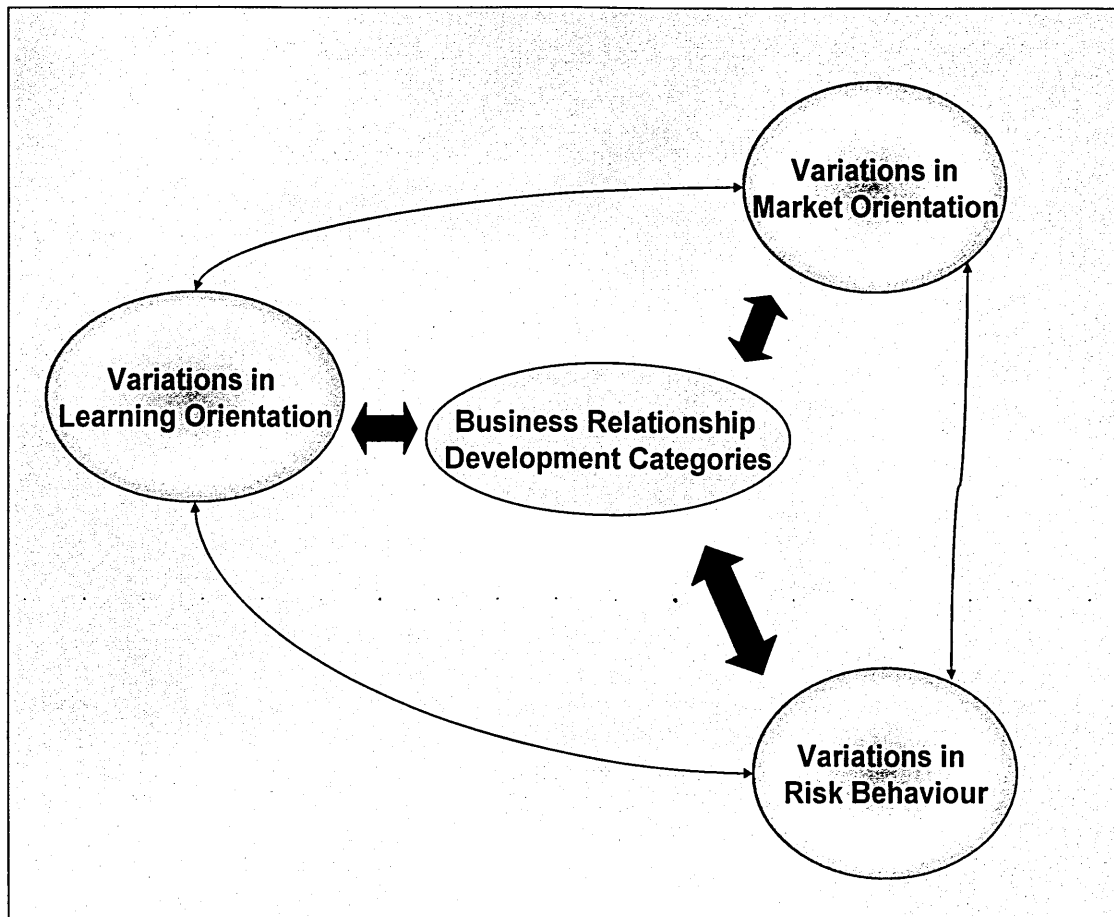 Variations in
Market Orientation
Variations in
Learning Orientation
Business Relationship
Development Categories
Variations in
Risk Behaviour